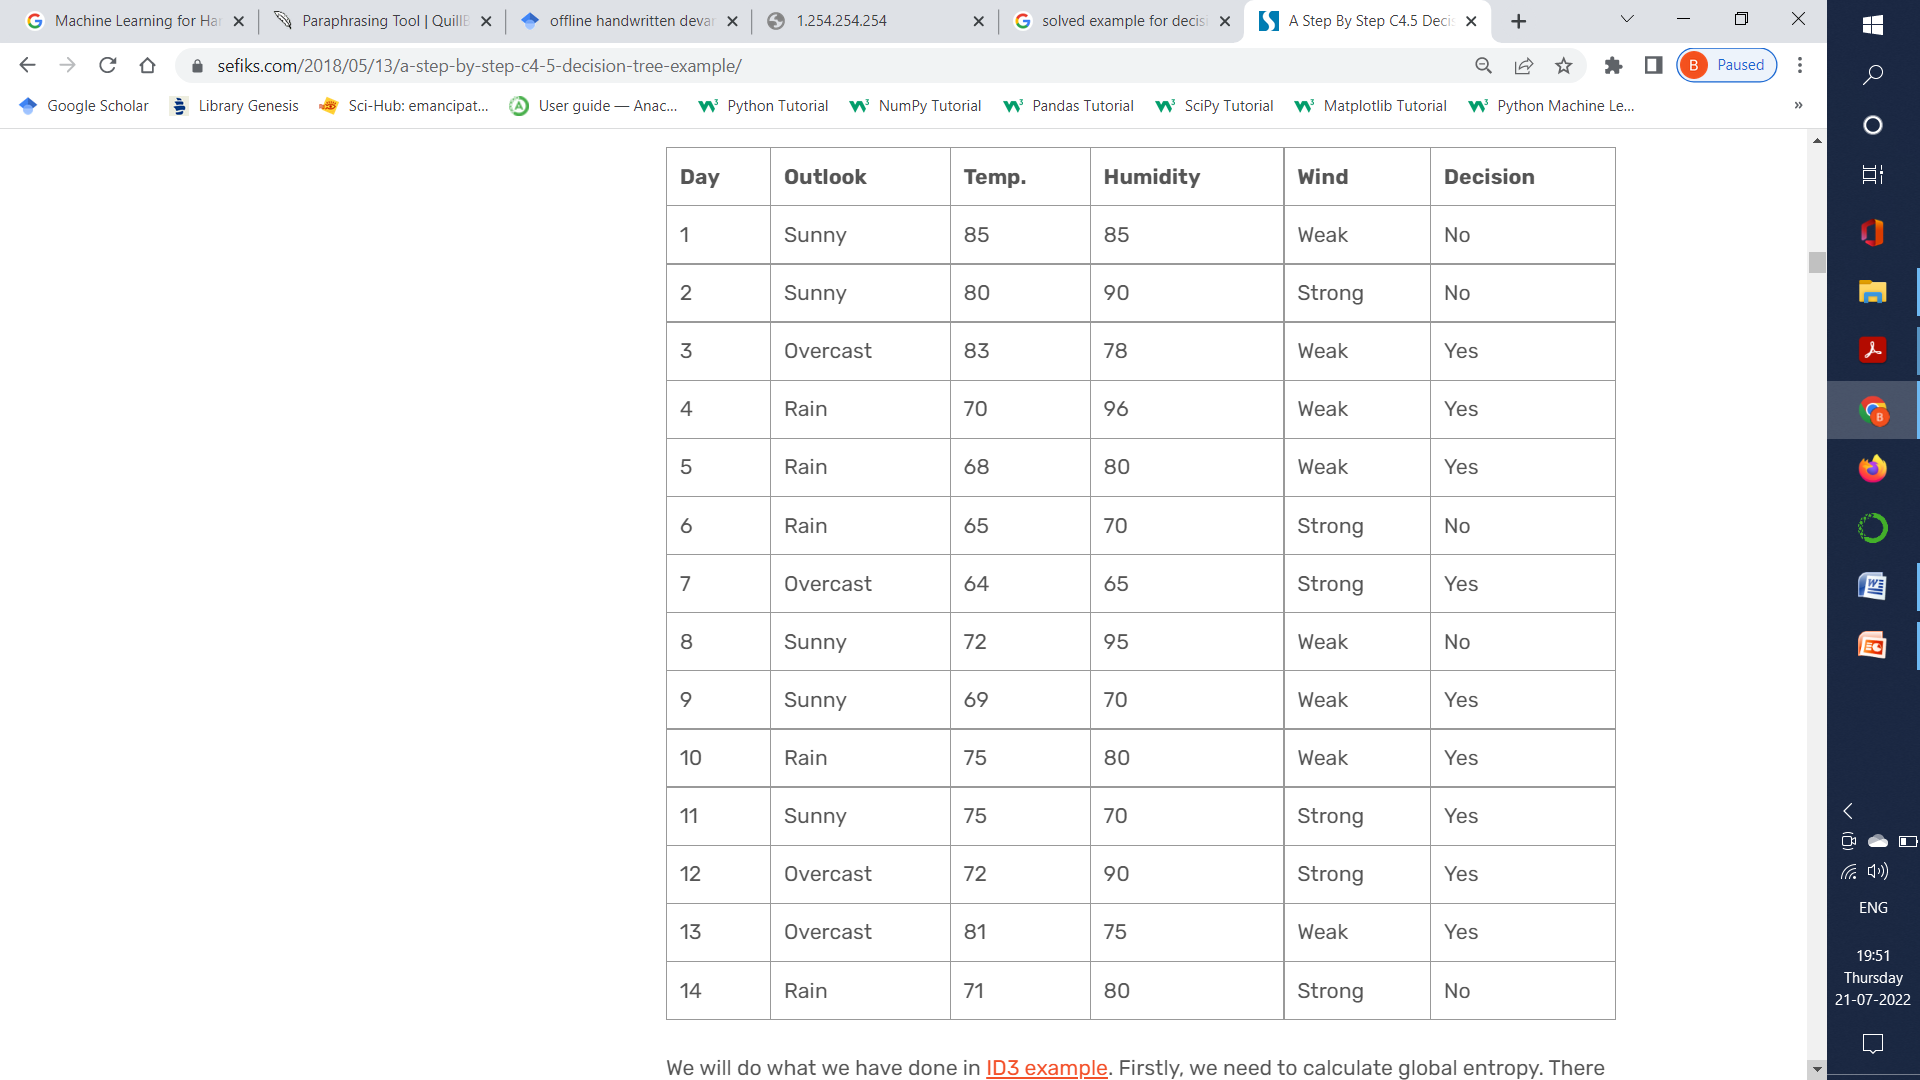 Machine Learning for Har
Paraphrasing Tool | QuillB
offline handwritten devan
1.254.254.254
solved example for decisi
A Step By Step C4.5 Decis
sefiks.com/2018/05/13/a-step-by-step-c4-5-decision-tree-example/
B Paused
Google Scholar
Library Genesis
Sci-Hub: emancipat...
User guide — Anac...
Python Tutorial
NumPy Tutorial
Pandas Tutorial
SciPy Tutorial
Matplotlib Tutorial
Python Machine Le...
»
Day Outlook Temp. Humidity Wind Decision
1 Sunny 85 85 Weak No
2 Sunny 80 90 Strong No
3 Overcast 83 78 Weak Yes
4 Rain 70 96 Weak Yes
5 Rain 68 80 Weak Yes
6 Rain 65 70 Strong No
7 Overcast 64 65 Strong Yes
8 Sunny 72 95 Weak No
9 Sunny 69 70 Weak Yes
10 Rain 75 80 Weak Yes
11 Sunny 75 70 Strong Yes
12 Overcast 72 90 Strong Yes
13 Overcast 81 75 Weak Yes
14 Rain 71 80 Strong No
We will do what we have done in ID3 example. Firstly, we need to calculate global entropy. There
ENG
19:51
Thursday
21-07-2022